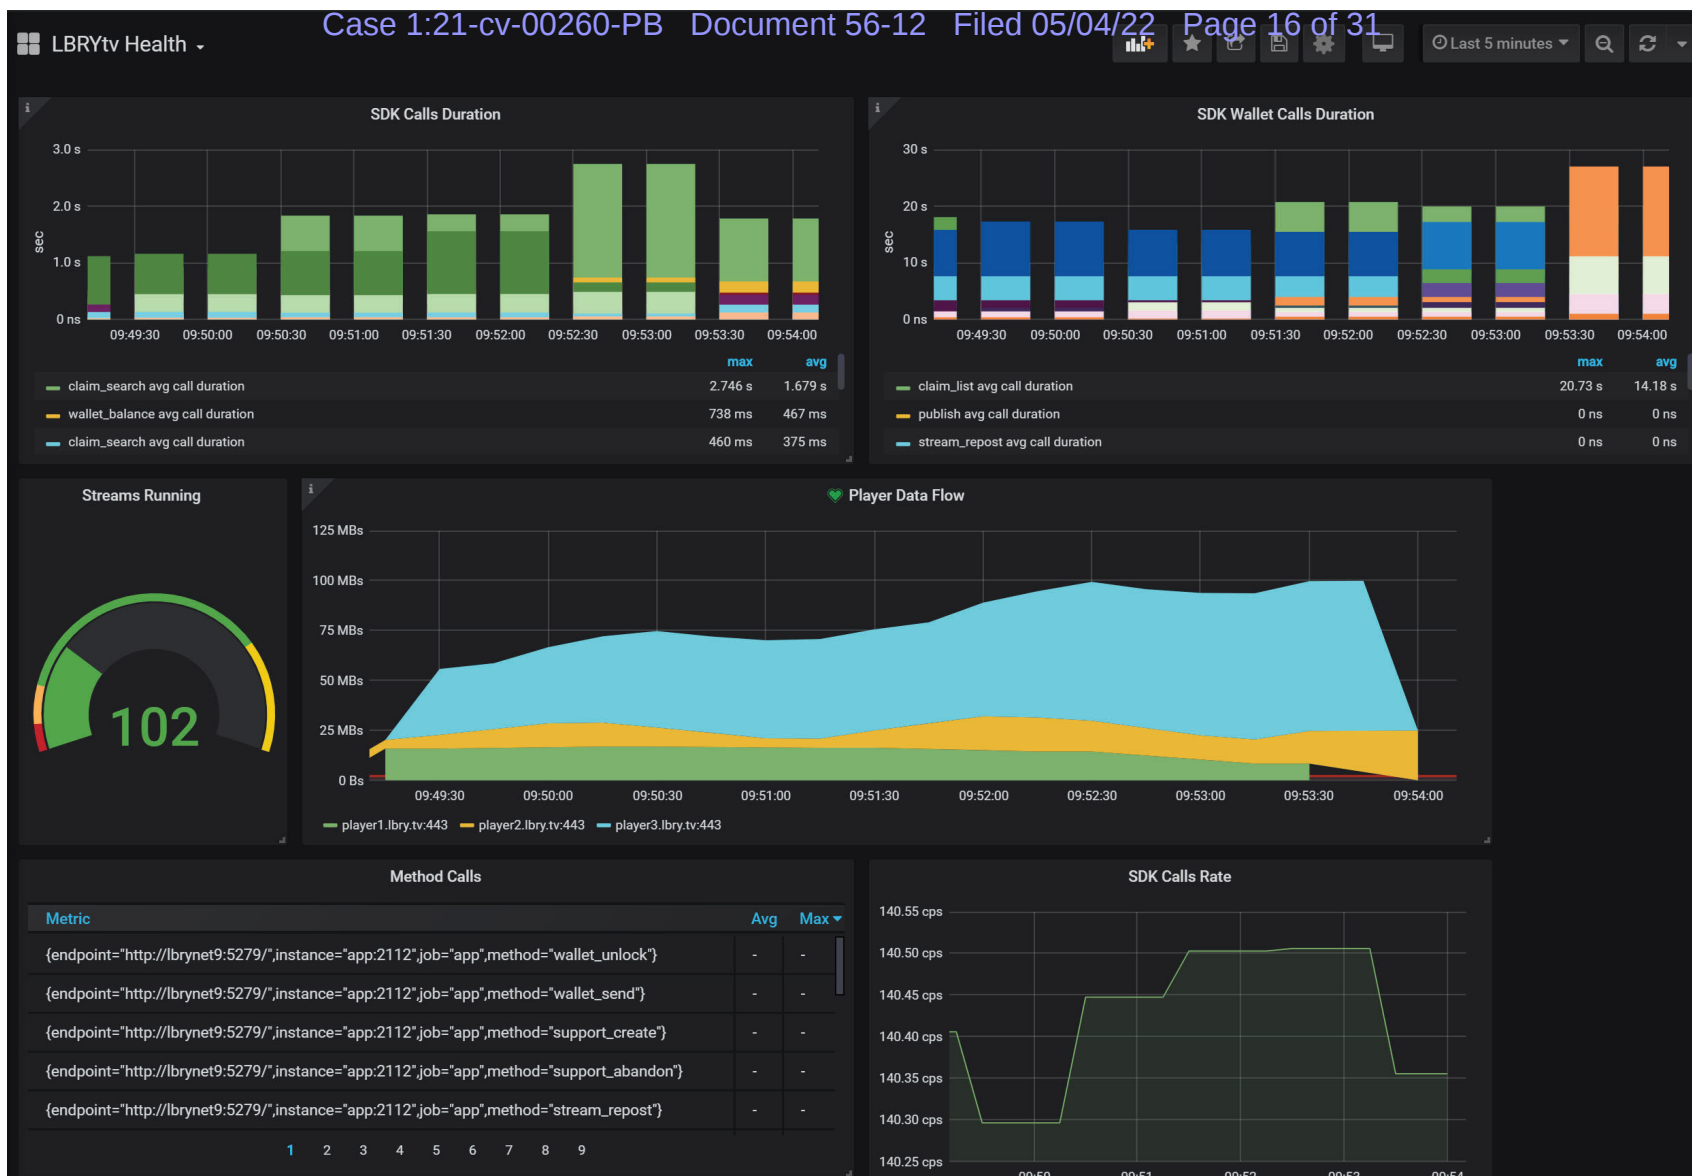 Case 1:21-cv-00260-PB Document 56-12 Filed 05/04/22 Page 16 of 31
LBRYtv Health
Last 5 minutes
SDK Calls Duration
3.0 s
2.0 s
1.0 s
0 ns
sec
09:49:30 09:50:00 09:50:30 09:51:00 09:51:30 09:52:00 09:52:30 09:53:00 09:53:30 09:54:00
max avg
claim_search avg call duration 2.746 s 1.679 s
wallet_balance avg call duration 738 ms 467 ms
claim_search avg call duration 460 ms 375 ms
SDK Wallet Calls Duration
30 s
20 s
10 s
0 ns
sec
09:49:30 09:50:00 09:50:30 09:51:00 09:51:30 09:52:00 09:52:30 09:53:00 09:53:30 09:54:00
max avg
claim_list avg call duration 20.73 s 14.18 s
publish avg call duration 0 ns 0 ns
stream_repost avg call duration 0 ns 0 ns
Streams Running
102
Player Data Flow
125 MBs
100 MBs
75 MBs
50 MBs
25 MBs
0 Bs
09:49:30 09:50:00 09:50:30 09:51:00 09:51:30 09:52:00 09:52:30 09:53:00 09:53:30 09:54:00
player1.lbry.tv:443 player2.lbry.tv:443 player3.lbry.tv:443
Method Calls
Metric Avg Max
{endpoint="http://lbrynet9:5279/",instance="app:2112",job="app",method="wallet_unlock"} - -
{endpoint="http://lbrynet9:5279/",instance="app:2112",job="app",method="wallet_send"} - -
{endpoint="http://lbrynet9:5279/",instance="app:2112",job="app",method="support_create"} - -
{endpoint="http://lbrynet9:5279/",instance="app:2112",job="app",method="support_abandon"} - -
{endpoint="http://lbrynet9:5279/",instance="app:2112",job="app",method="stream_repost"} - -
1 2 3 4 5 6 7 8 9
SDK Calls Rate
140.55 cps
140.50 cps
140.45 cps
140.40 cps
140.35 cps
140.30 cps
140.25 cps
09:50 09:51 09:52 09:53 09:54